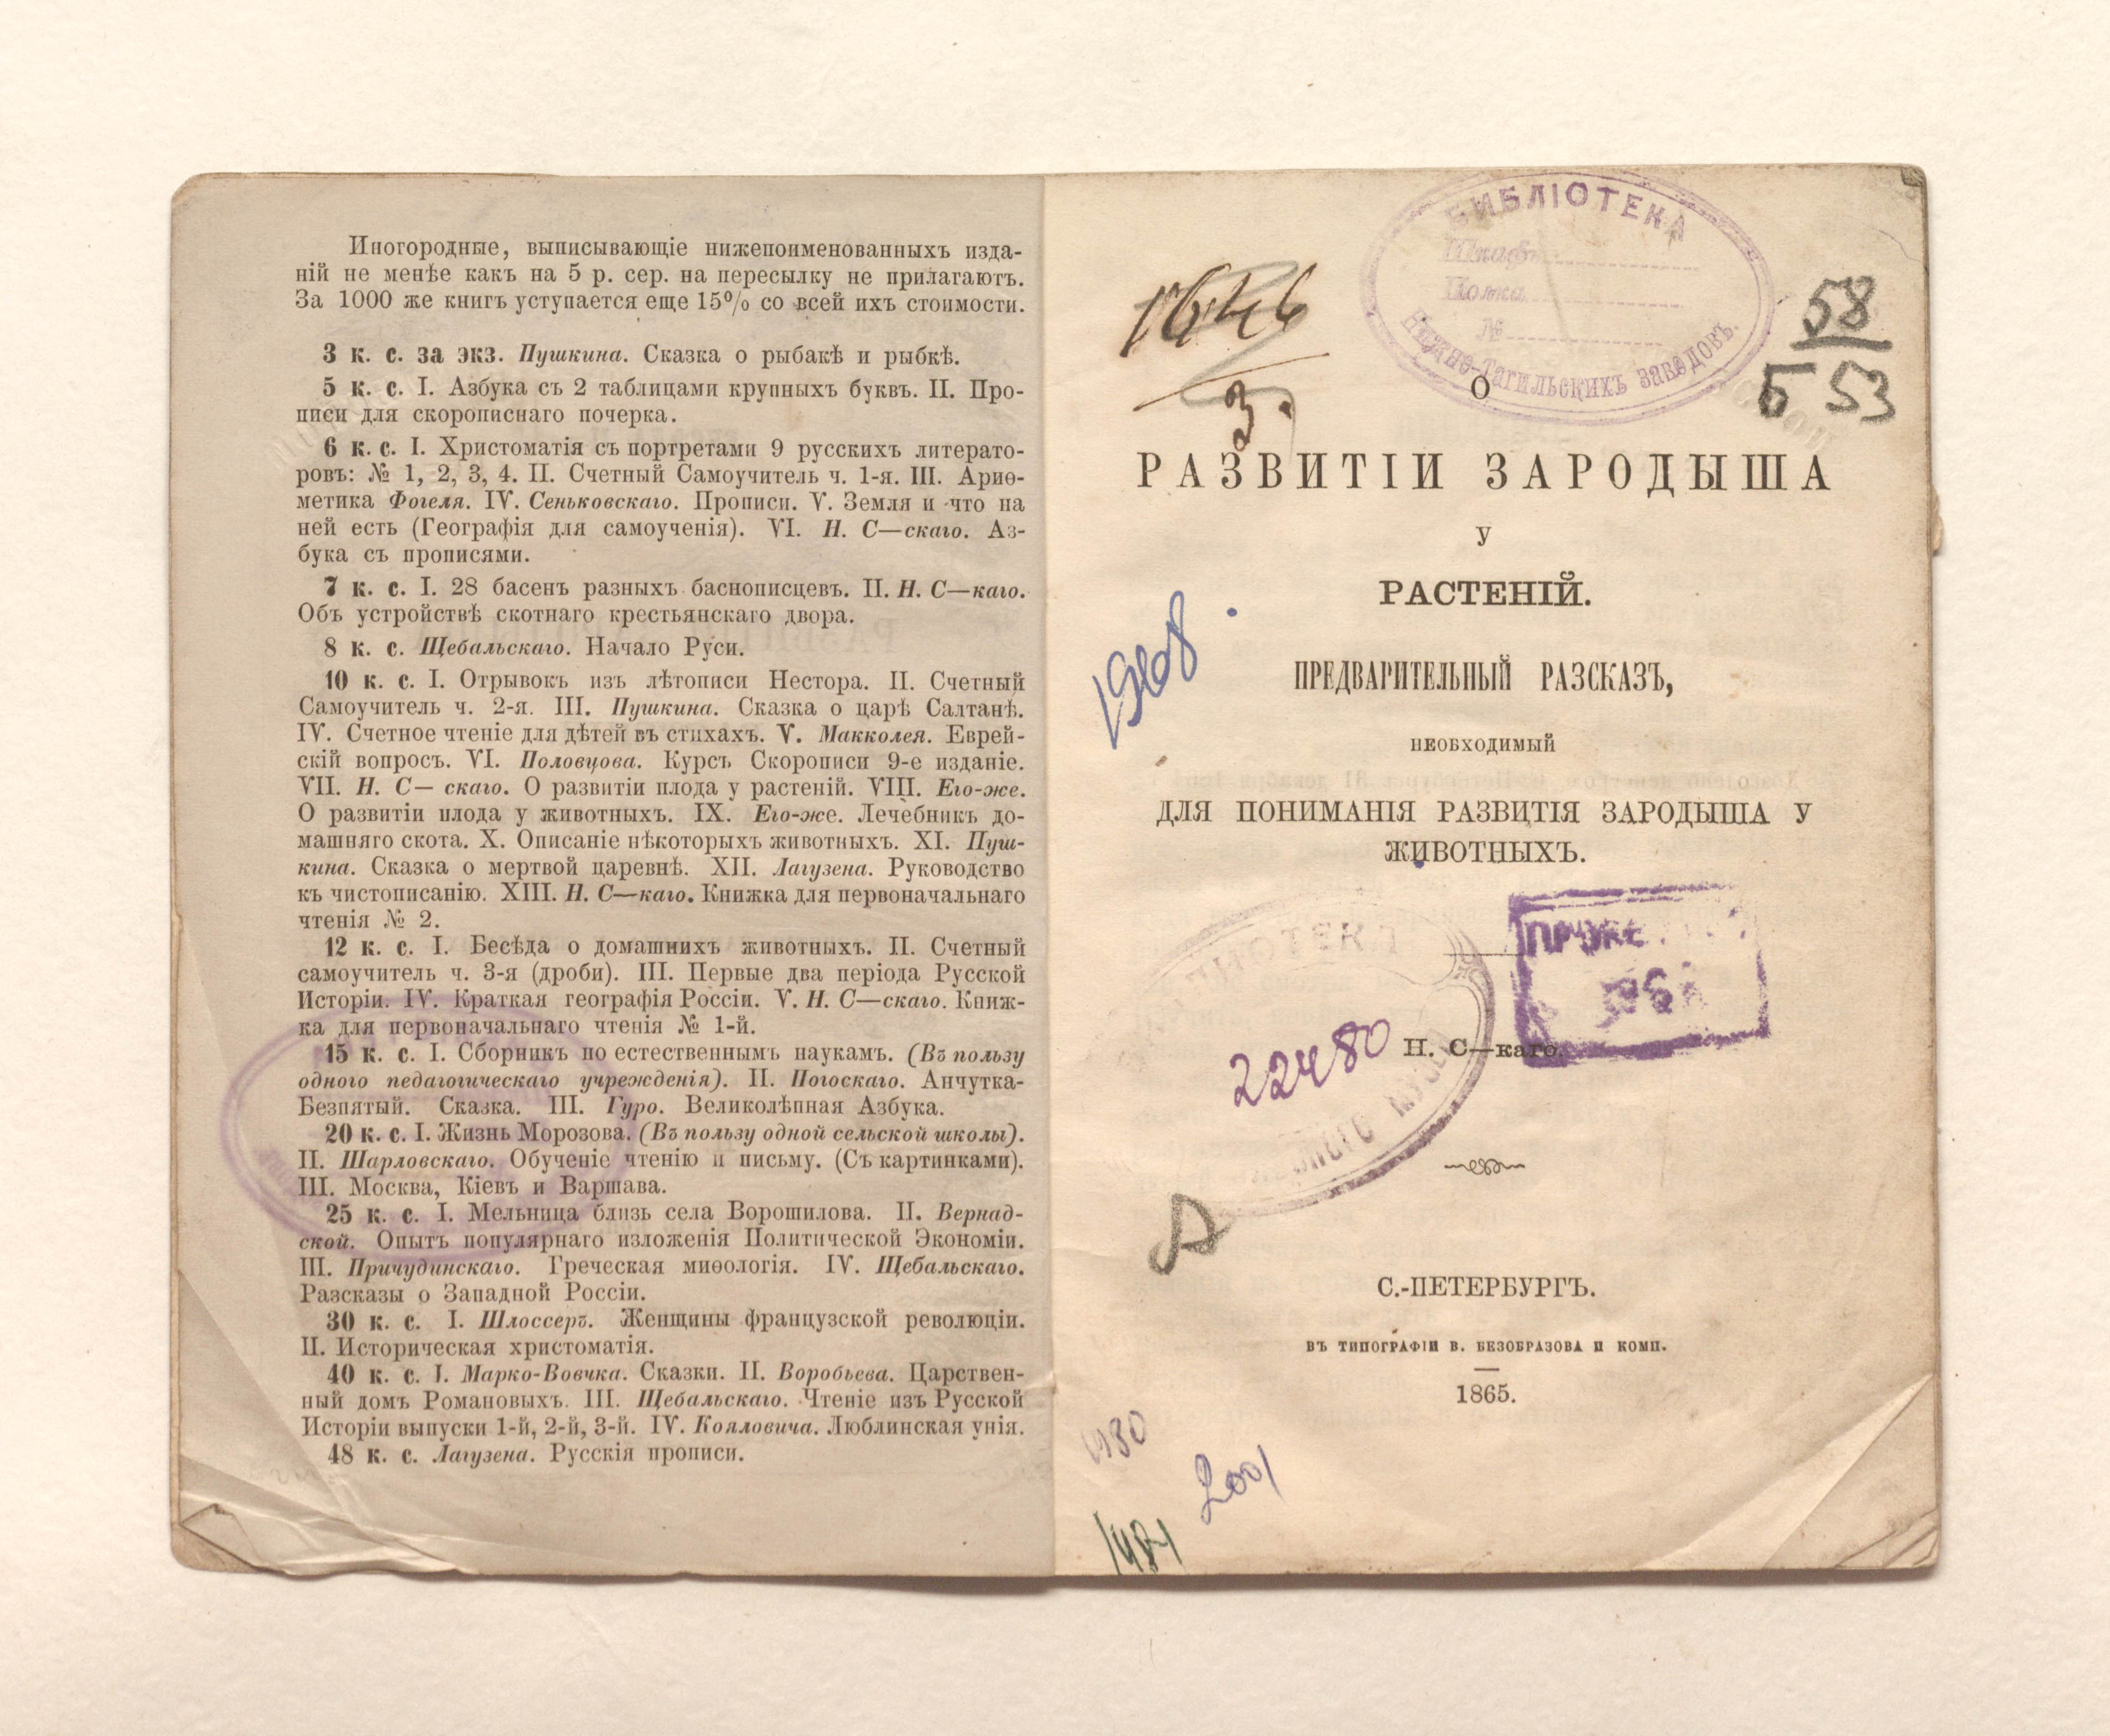 Иногородные, выписывающіе нижепоименованныхъ изда-
ній не менѣе какъ на 5 р. сер. на пересылку не прилагаютъ.
За 1000 же книгъ уступается еще 15% со всей ихъ стоимости.
3 к. с. за экз. Пушкина. Сказка о рыбакѣ и рыбкѣ.
5 к. с. I. Азбука съ 2 таблицами крупныхъ буквъ. II. Про-
писи для скорописнаго почерка.
6 к. с. I. Христоматія съ портретами 9 русскихъ литерато-
ровъ: № 1, 2, 3, 4. II. Счетный Самоучитель ч. 1-я. III. Ариѳ-
метика Фогеля. IV. Сеньковскаго. Прописи. V. Земля и что на
ней есть (Географія для самоученія). VI. Н. С—скаго. Аз-
бука съ прописями.
7 к. с. I. 28 басенъ разныхъ баснописцевъ. II. Н. С—каго.
Объ устройствѣ скотнаго крестьянскаго двора.
8 к. с. Щебальскаго. Начало Руси.
10 к. с. I. Отрывокъ изъ лѣтописи Нестора. II. Счетный
Самоучитель ч. 2-я. III. Пушкина. Сказка о царѣ Салтанѣ.
IV. Счетное чтеніе для дѣтей въ стихахъ. V. Макколея. Еврей-
скій вопросъ. VI. Половцова. Курсъ Скорописи 9-е изданіе.
VII. Н. С— скаго. О развитіи плода у растеній. VIII. Его-же.
О развитіи плода у животныхъ. IX. Его-же. Лечебникъ до-
машняго скота. X. Описаніе нѣкоторыхъ животныхъ. XI. Пуш-
кина. Сказка о мертвой царевнѣ. XII. Лагузена. Руководство
къ чистописанію. XIII. Н. С—каго. Книжка для первоначальнаго
чтенія № 2.
12 к. с. I. Бесѣда о домашнихъ животныхъ. II. Счетный
самоучитель ч. 3-я (дроби). III. Первые два періода Русской
Исторіи. IV. Краткая географія Россіи. V. Н. С—скаго. Книж-
ка для первоначальнаго чтенія № 1-й.
15 к. с. I. Сборникъ по естественнымъ наукамъ. (Въ пользу
одного педагогическаго учрежденія). II. Погоскаго. Анчутка-
Безпятый. Сказка. III. Гуро. Великолѣпная Азбука.
20 к. с. I. Жизнь Морозова. (Въ пользу одной сельской школы).
II. Шарловскаго. Обученіе чтенію и письму. (Съ картинками).
III. Москва, Кіевъ и Варшава.
25 к. с. I. Мельница близь села Ворошилова. II. Вернад-
ской. Опытъ популярнаго изложенія Политической Экономіи.
III. Причудинскаго. Греческая миѳологія. IV. Щебальскаго.
Разсказы о Западной Россіи.
30 к. с. I. Шлоссеръ. Женщины французской революціи.
II. Историческая христоматія.
40 к. с. I. Марко-Вовчка. Сказки. II. Воробьева. Царствен-
ный домъ Романовыхъ. III. Щебальскаго. Чтеніе изъ Русской
Исторіи выпуски 1-й, 2-й, 3-й. IV. Кояловича. Люблинская унія.
48 к. с. Лагузена. Русскія прописи.
БИБЛІОТЕКА
Шкафъ
Полка
№
Нижне-Тагильскихъ заводовъ.
1646
3.
58
Б 53
О
РАЗВИТІИ ЗАРОДЫША
У
РАСТЕНІЙ.
ПРЕДВАРИТЕЛЬНЫЙ РАЗСКАЗЪ,
НЕОБХОДИМЫЙ
ДЛЯ ПОНИМАНІЯ РАЗВИТІЯ ЗАРОДЫША У
ЖИВОТНЫХЪ.
22480
Н. С—каго.
С.-ПЕТЕРБУРГЪ.
ВЪ ТИПОГРАФІИ В. БЕЗОБРАЗОВА И КОМП.
1865.
2001